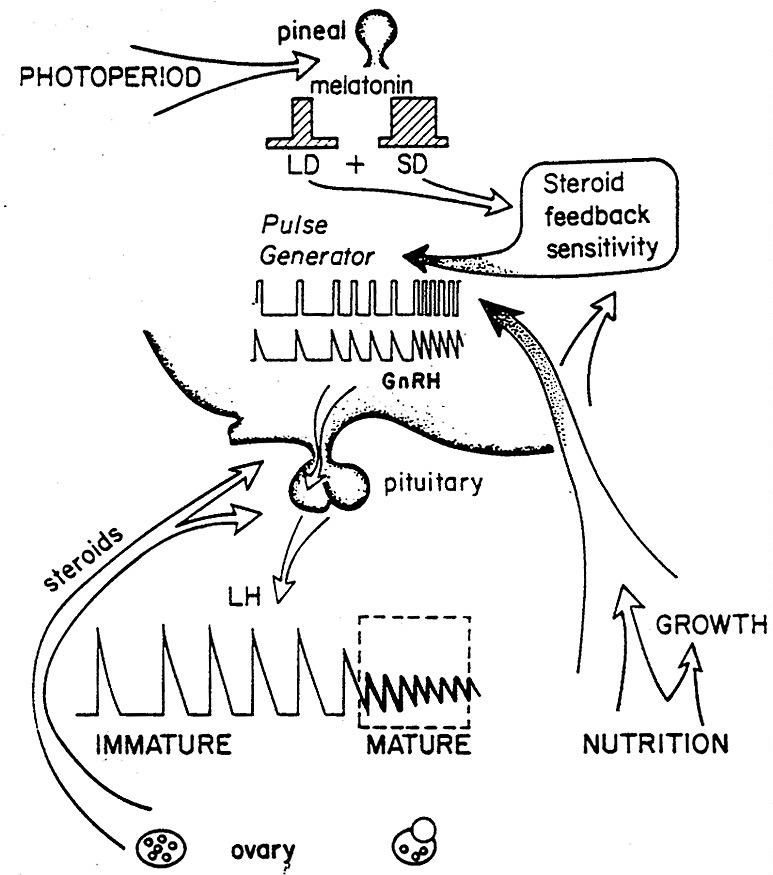 pineal
PHOTOPERIOD
melatonin
LD + SD
Steroid
feedback
sensitivity
Pulse
Generator
GnRH
pituitary
steroids
LH
GROWTH
IMMATURE
MATURE
NUTRITION
ovary